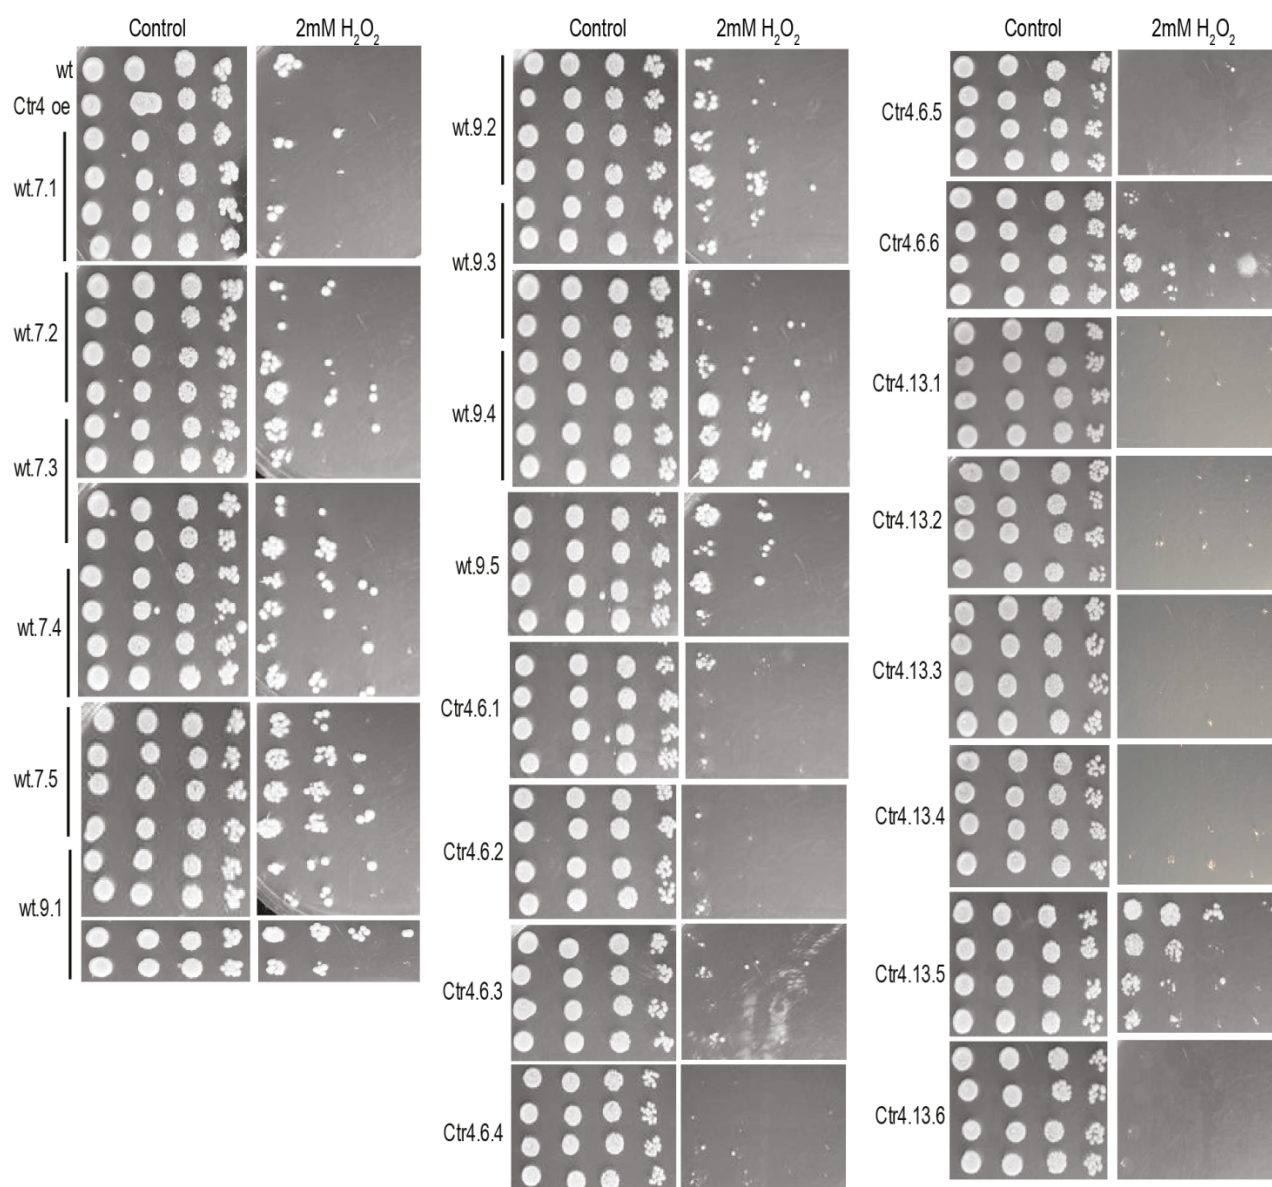 Control 2mM H₂O₂
wt
Ctr4 oe
wt.7.1
wt.7.2
wt.7.3
wt.7.4
wt.7.5
wt.9.1
Control 2mM H₂O₂
wt.9.2
wt.9.3
wt.9.4
wt.9.5
Ctr4.6.1
Ctr4.6.2
Ctr4.6.3
Ctr4.6.4
Control 2mM H₂O₂
Ctr4.6.5
Ctr4.6.6
Ctr4.13.1
Ctr4.13.2
Ctr4.13.3
Ctr4.13.4
Ctr4.13.5
Ctr4.13.6